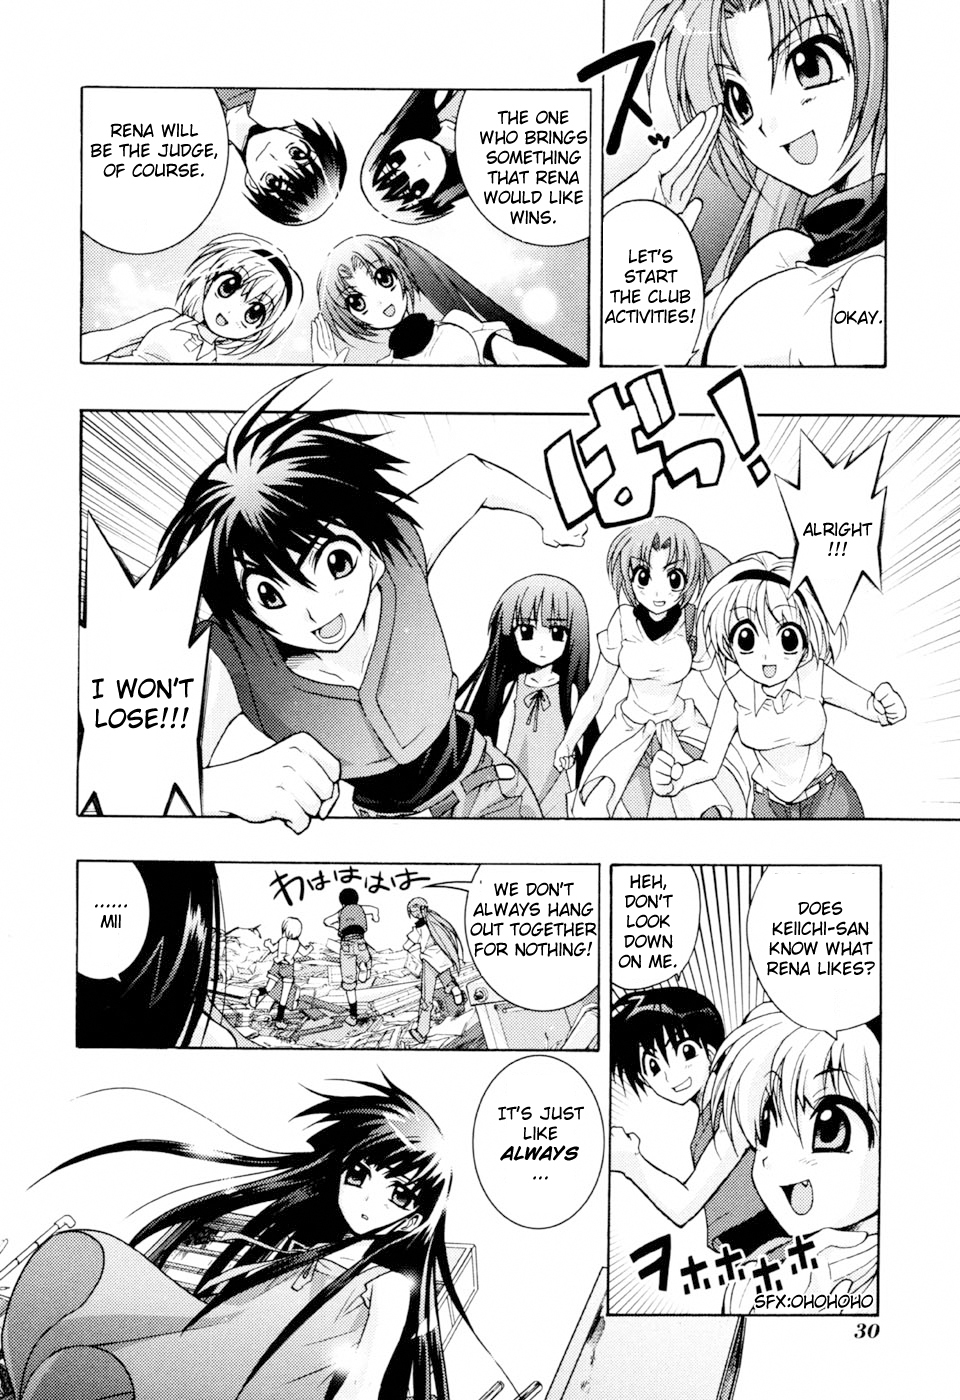 ス
OKAY.
LET'S
START
THE CLUB
ACTIVITIES!
THE ONE
WHO BRINGS
SOMETHING
THAT RENA
WOULD LIKE
WINS.
RENA WILL
BE THE JUDGE,
OF COURSE.
ばっ!
ALRIGHT
!!!
I WON'T
LOSE!!!
DOES
KEIICHI-SAN
KNOW WHAT
RENA LIKES?
HEH,
DON'T
LOOK
DOWN
ON ME.
ヲホホホホホ
SFX:OHOHOHO
WE DON'T
ALWAYS HANG
OUT TOGETHER
FOR NOTHING!
わははははは
......
MII
IT'S JUST
LIKE
ALWAYS
...
30